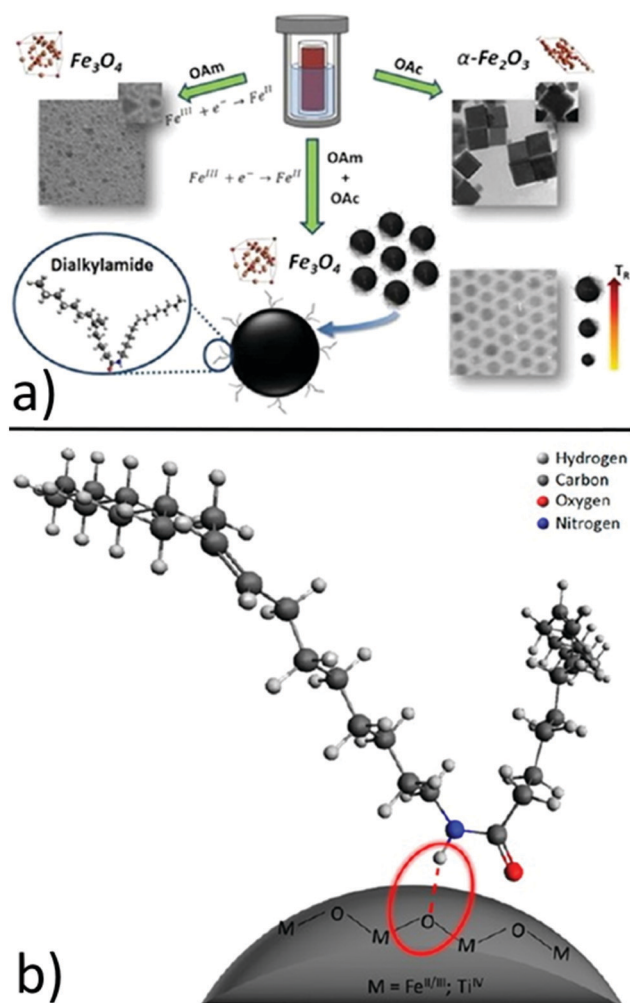 Fe₃O₄
OAm
Feᴵᴵᴵ + e⁻ → Feᴵᴵ
OAc
α-Fe₂O₃
Feᴵᴵᴵ + e⁻ → Feᴵᴵ
OAm
+
OAc
Fe₃O₄
Dialkylamide
T_R
a)
Hydrogen
Carbon
Oxygen
Nitrogen
M O M O M O M
M = Feᴵᴵ/ᴵᴵᴵ; Tiᴵⱽ
b)